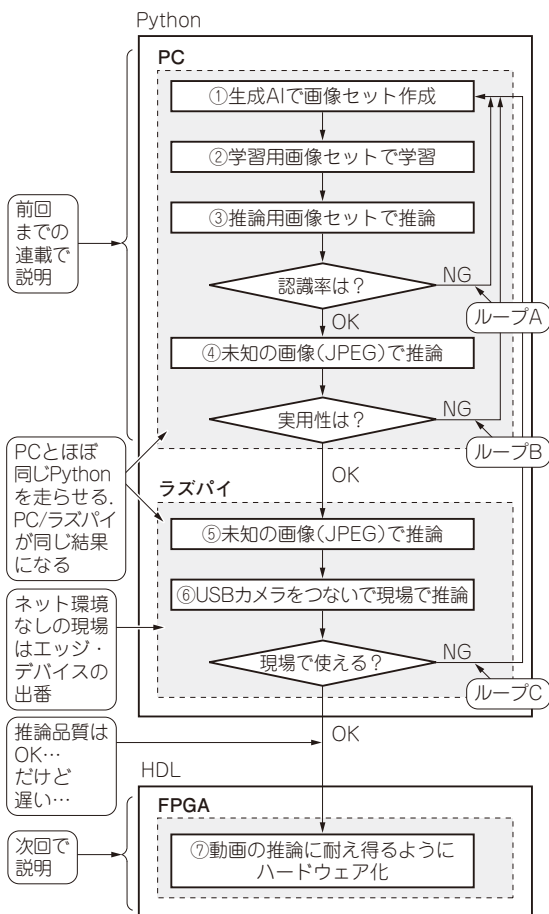 Python
PC
①生成AIで画像セット作成
②学習用画像セットで学習
③推論用画像セットで推論
前回
までの
連載で
説明
認識率は?
NG
ループA
OK
④未知の画像(JPEG)で推論
実用性は?
NG
ループB
OK
PCとほぼ
同じPython
を走らせる.
PC/ラズパイ
が同じ結果
になる
ラズパイ
⑤未知の画像(JPEG)で推論
⑥USBカメラをつないで現場で推論
ネット環境
なしの現場
はエッジ・
デバイスの
出番
現場で使える?
NG
ループC
OK
推論品質は
OK…
だけど
遅い…
HDL
FPGA
⑦動画の推論に耐え得るように
ハードウェア化
次回で
説明